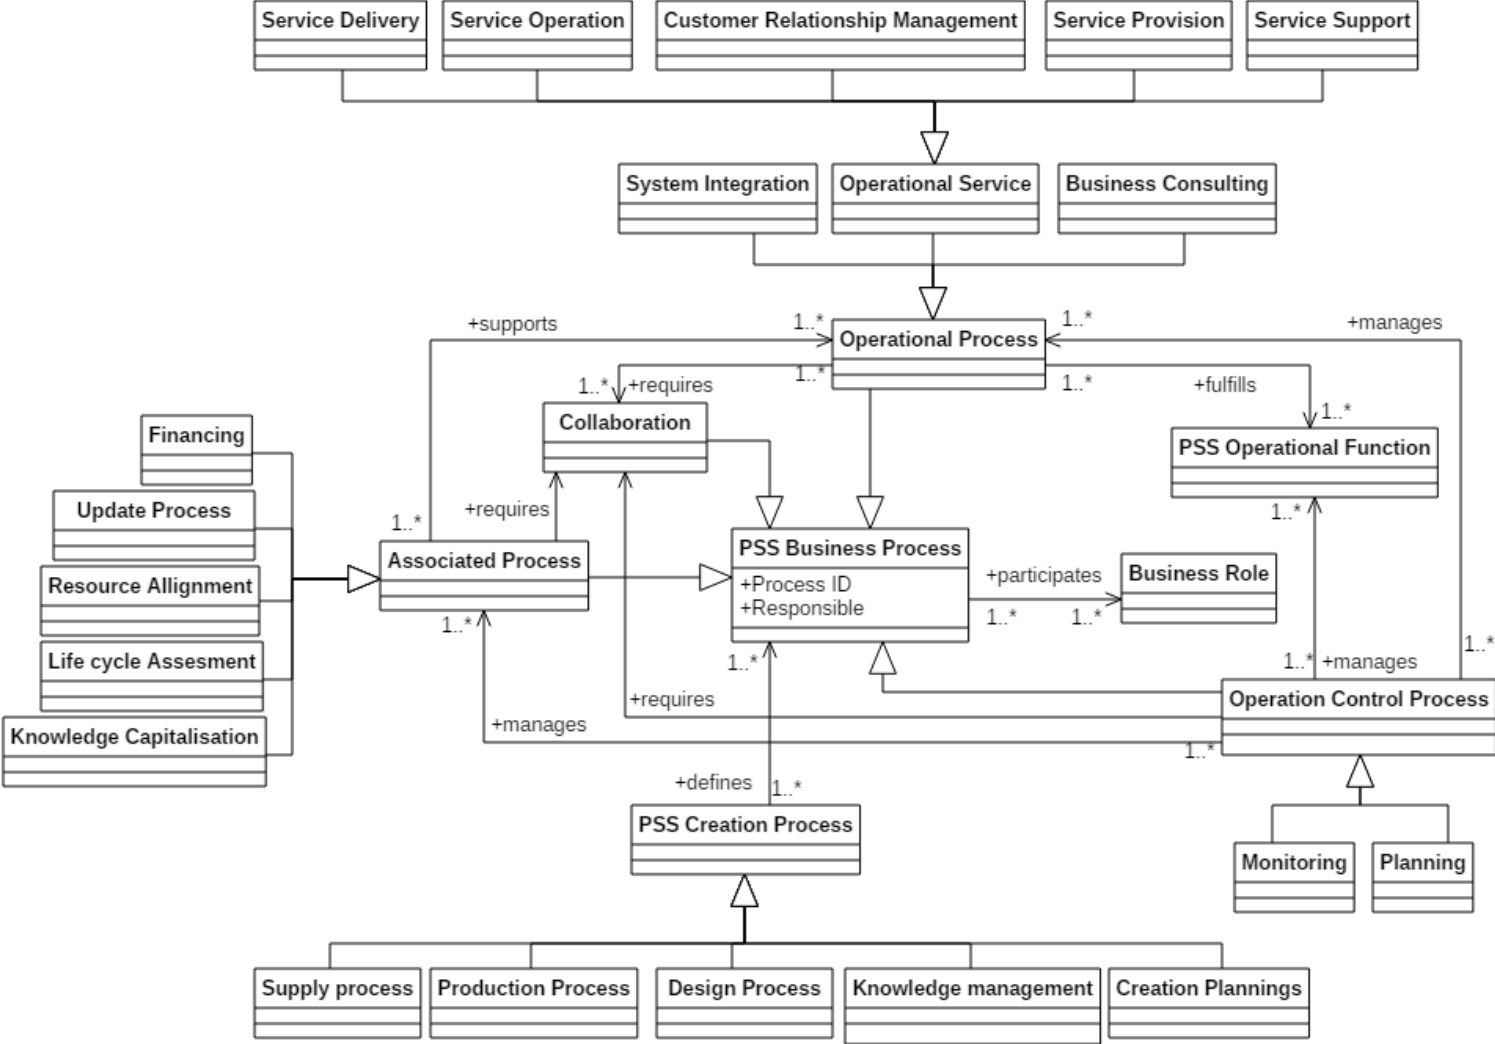 Service Delivery
Service Operation
Customer Relationship Management
Service Provision
Service Support
System Integration
Operational Service
Business Consulting
+supports
1..*
1..*
+manages
Operational Process
1..*
+requires
1..*
1..*
+fulfills
1..*
Collaboration
PSS Operational Function
Financing
Update Process
Resource Allignment
Life cycle Assesment
Knowledge Capitalisation
1..*
+requires
1..*
Associated Process
1..*
PSS Business Process
+Process ID
+Responsible
+participates
1..*
1..*
Business Role
1..*
+requires
+manages
1..*
+manages
1..*
Operation Control Process
1..*
+defines
1..*
PSS Creation Process
Monitoring
Planning
Supply process
Production Process
Design Process
Knowledge management
Creation Plannings